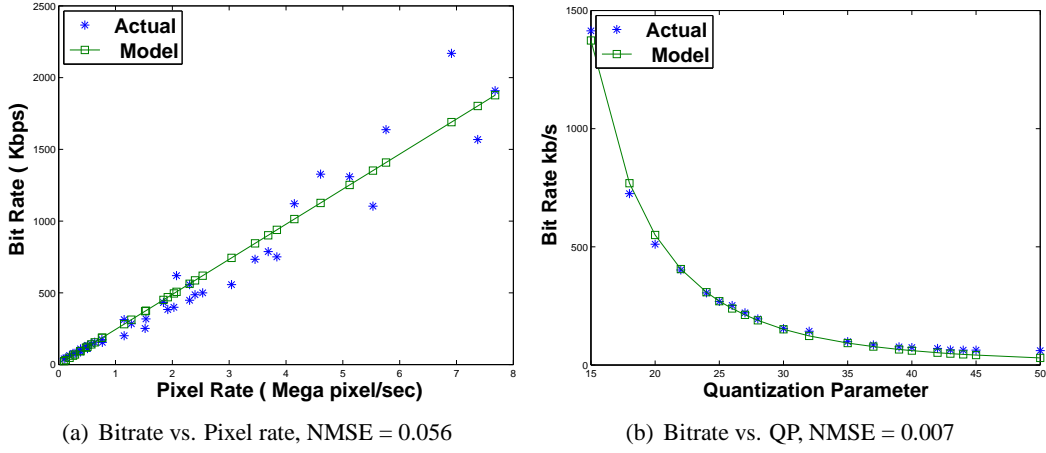 2500
2000
1500
1000
500
0
0 1 2 3 4 5 6 7 8
Bit Rate ( Kbps)
Pixel Rate ( Mega pixel/sec)
Actual
Model
(a) Bitrate vs. Pixel rate, NMSE = 0.056
1500
1000
500
0
15 20 25 30 35 40 45 50
Bit Rate kb/s
Quantization Parameter
Actual
Model
(b) Bitrate vs. QP, NMSE = 0.007